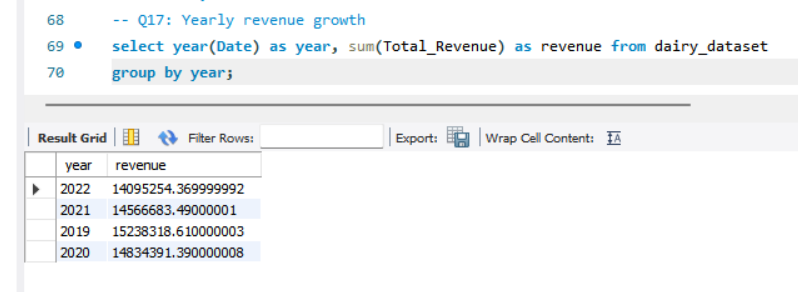 68 -- Q17: Yearly revenue growth
69 select year(Date) as year, sum(Total_Revenue) as revenue from dairy_dataset
70 group by year;
Result Grid Filter Rows: Export: Wrap Cell Content: IA
year revenue
2022 14095254.369999992
2021 14566683.49000001
2019 15238318.610000003
2020 14834391.390000008